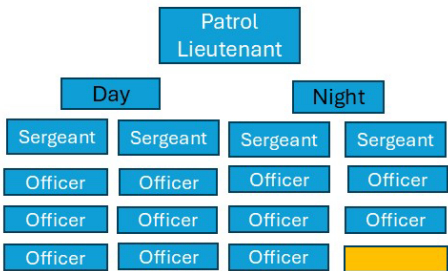 Patrol
Lieutenant
Day
Night
Sergeant
Sergeant
Sergeant
Sergeant
Officer
Officer
Officer
Officer
Officer
Officer
Officer
Officer
Officer
Officer
Officer